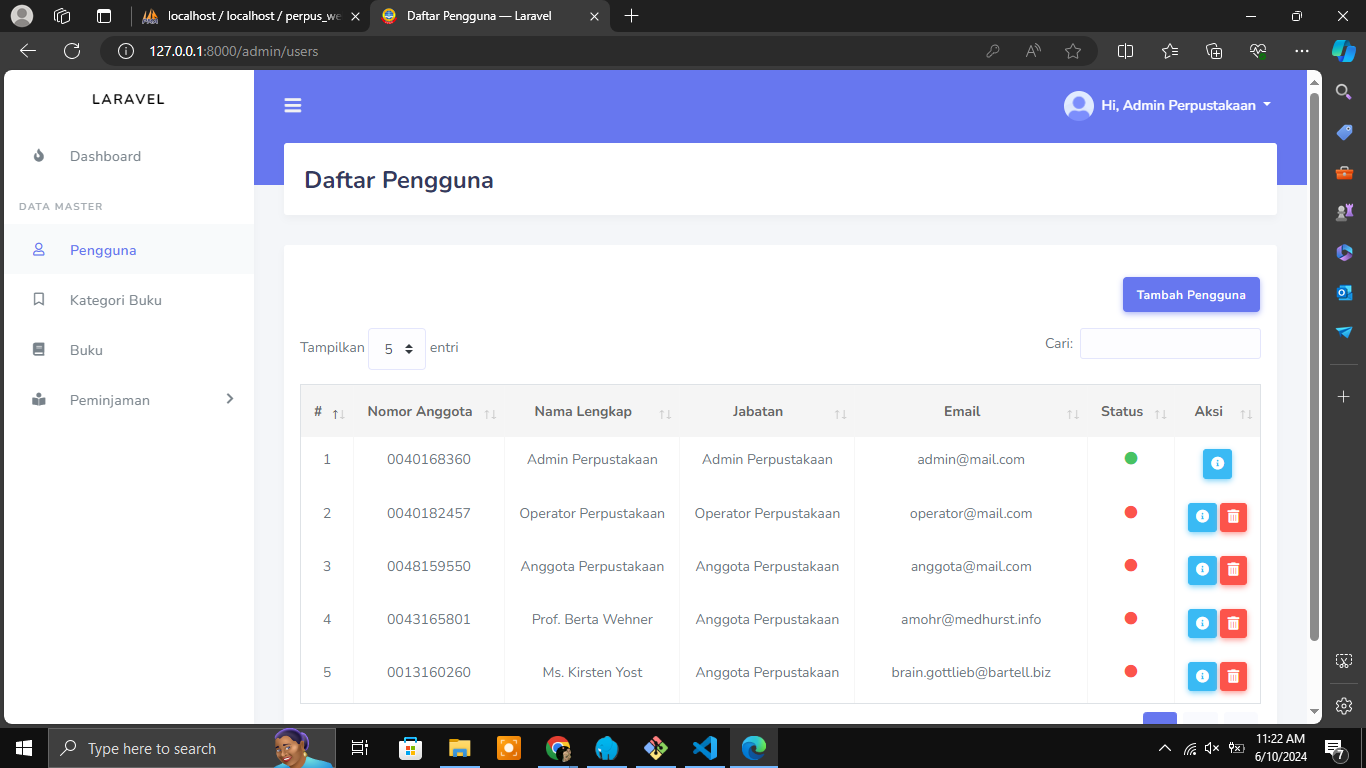 localhost / localhost / perpus_we
Daftar Pengguna — Laravel
127.0.0.1:8000/admin/users
LARAVEL
Hi, Admin Perpustakaan
Dashboard
DATA MASTER
Pengguna
Kategori Buku
Buku
Peminjaman
Daftar Pengguna
Tambah Pengguna
Tampilkan 5 entri
Cari:
# Nomor Anggota Nama Lengkap Jabatan Email Status Aksi
1 0040168360 Admin Perpustakaan Admin Perpustakaan admin@mail.com
2 0040182457 Operator Perpustakaan Operator Perpustakaan operator@mail.com
3 0048159550 Anggota Perpustakaan Anggota Perpustakaan anggota@mail.com
4 0043165801 Prof. Berta Wehner Anggota Perpustakaan amohr@medhurst.info
5 0013160260 Ms. Kirsten Yost Anggota Perpustakaan brain.gottlieb@bartell.biz
Type here to search
11:22 AM
6/10/2024
7